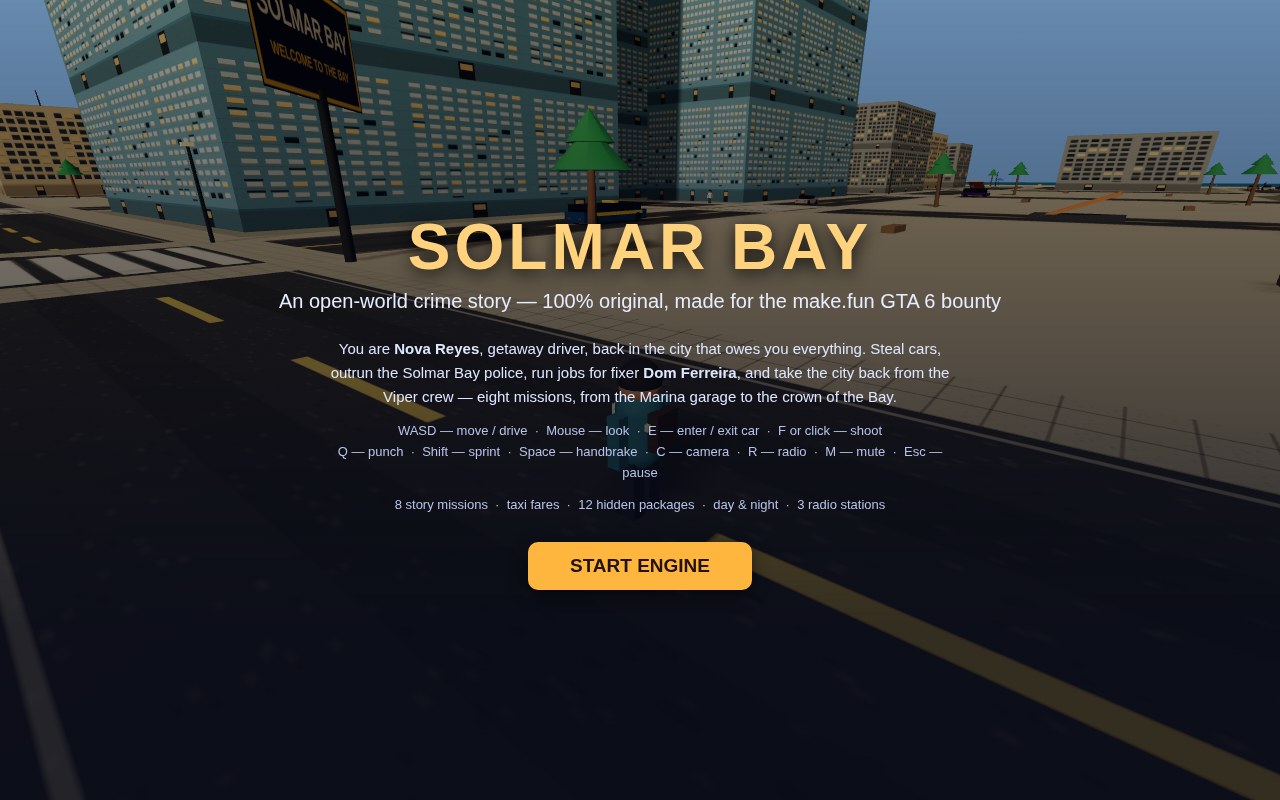 SOLMAR BAY
WELCOME TO THE BAY
SOLMAR BAY
An open-world crime story — 100% original, made for the make.fun GTA 6 bounty
You are Nova Reyes, getaway driver, back in the city that owes you everything. Steal cars,
outrun the Solmar Bay police, run jobs for fixer Dom Ferreira, and take the city back from the
Viper crew — eight missions, from the Marina garage to the crown of the Bay.
WASD — move / drive · Mouse — look · E — enter / exit car · F or click — shoot
Q — punch · Shift — sprint · Space — handbrake · C — camera · R — radio · M — mute · Esc —
pause
8 story missions · taxi fares · 12 hidden packages · day & night · 3 radio stations
START ENGINE